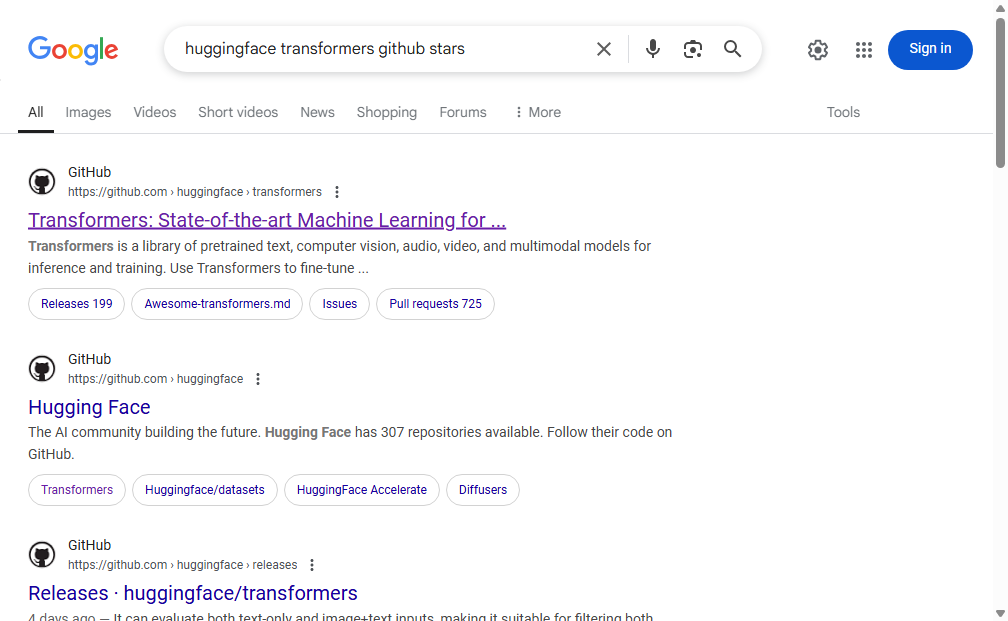 Google
huggingface transformers github stars
Sign in
All Images Videos Short videos News Shopping Forums More Tools
GitHub
https://github.com › huggingface › transformers
Transformers: State-of-the-art Machine Learning for ...
Transformers is a library of pretrained text, computer vision, audio, video, and multimodal models for
inference and training. Use Transformers to fine-tune ...
Releases 199 Awesome-transformers.md Issues Pull requests 725
GitHub
https://github.com › huggingface
Hugging Face
The AI community building the future. Hugging Face has 307 repositories available. Follow their code on
GitHub.
Transformers Huggingface/datasets HuggingFace Accelerate Diffusers
GitHub
https://github.com › huggingface › releases
Releases · huggingface/transformers
4 days ago — It can evaluate both text-only and image+text inputs, making it suitable for filtering both